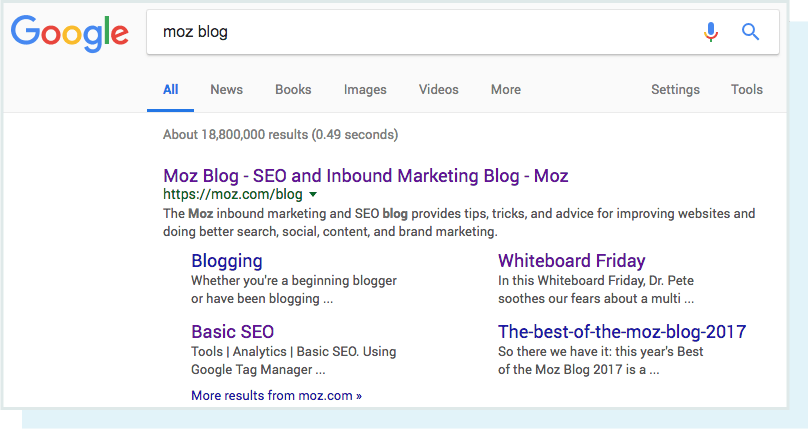 Google
moz blog
All News Books Images Videos More Settings Tools
About 18,800,000 results (0.49 seconds)
Moz Blog - SEO and Inbound Marketing Blog - Moz
https://moz.com/blog
The Moz inbound marketing and SEO blog provides tips, tricks, and advice for improving websites and
doing better search, social, content, and brand marketing.
Blogging
Whether you're a beginning blogger
or have been blogging ...
Whiteboard Friday
In this Whiteboard Friday, Dr. Pete
soothes our fears about a multi ...
Basic SEO
Tools | Analytics | Basic SEO. Using
Google Tag Manager ...
The-best-of-the-moz-blog-2017
So there we have it: this year's Best
of the Moz Blog 2017 is a ...
More results from moz.com »